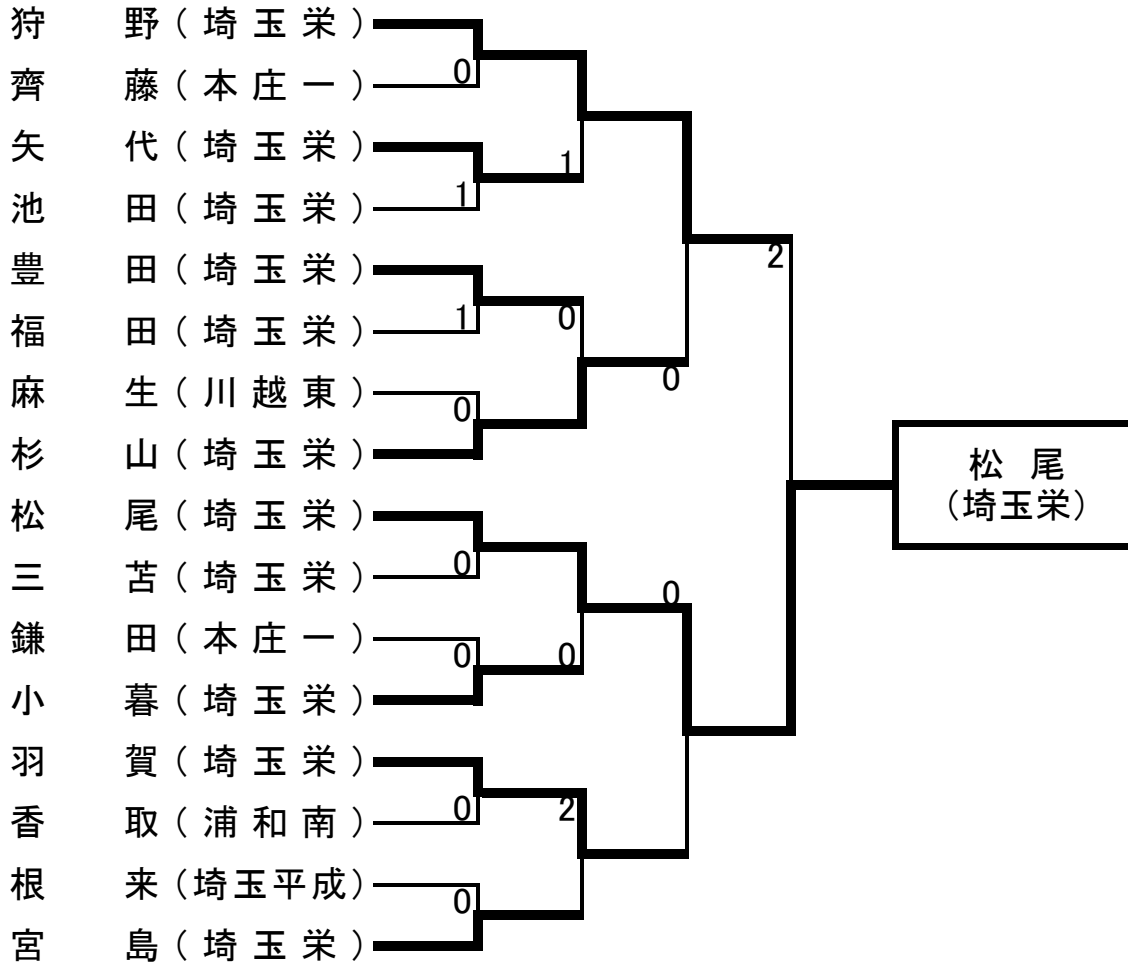 狩野(埼玉栄)
0
齊藤(本庄一)
矢代(埼玉栄)
1
1
池田(埼玉栄)
2
豊田(埼玉栄)
1
0
福田(埼玉栄)
0
麻生(川越東)
0
杉山(埼玉栄)
松尾
(埼玉栄)
松尾(埼玉栄)
0
三苫(埼玉栄)
0
鎌田(本庄一)
0
0
小暮(埼玉栄)
羽賀(埼玉栄)
0
2
香取(浦和南)
根来(埼玉平成)
0
宮島(埼玉栄)